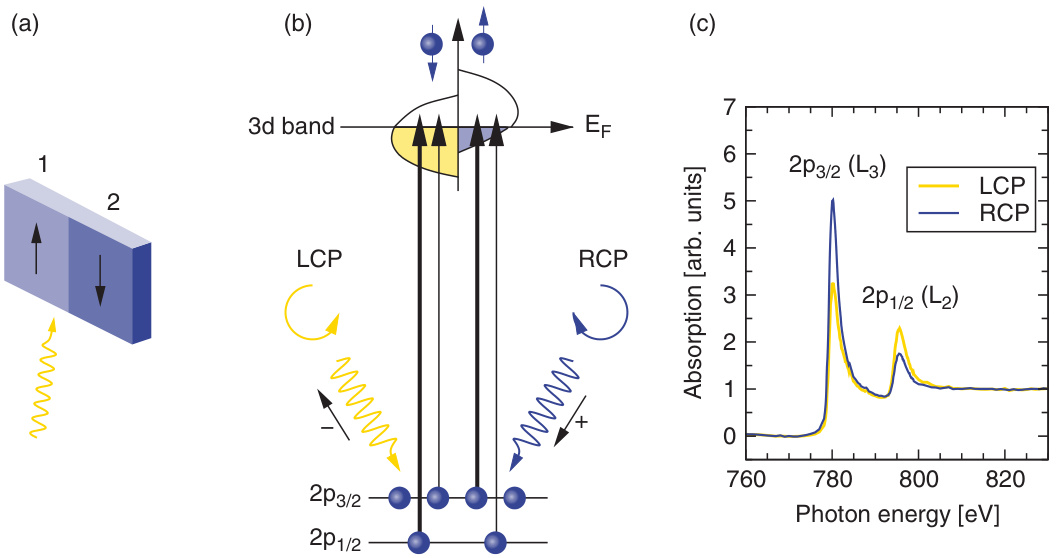 (a)
1
2
(b)
3d band
E_F
LCP
RCP
−
+
2p_{3/2}
2p_{1/2}
(c)
7
6
5
4
3
2
1
0
Absorption [arb. units]
2p_{3/2} (L_3)
LCP
RCP
2p_{1/2} (L_2)
760 780 800 820
Photon energy [eV]